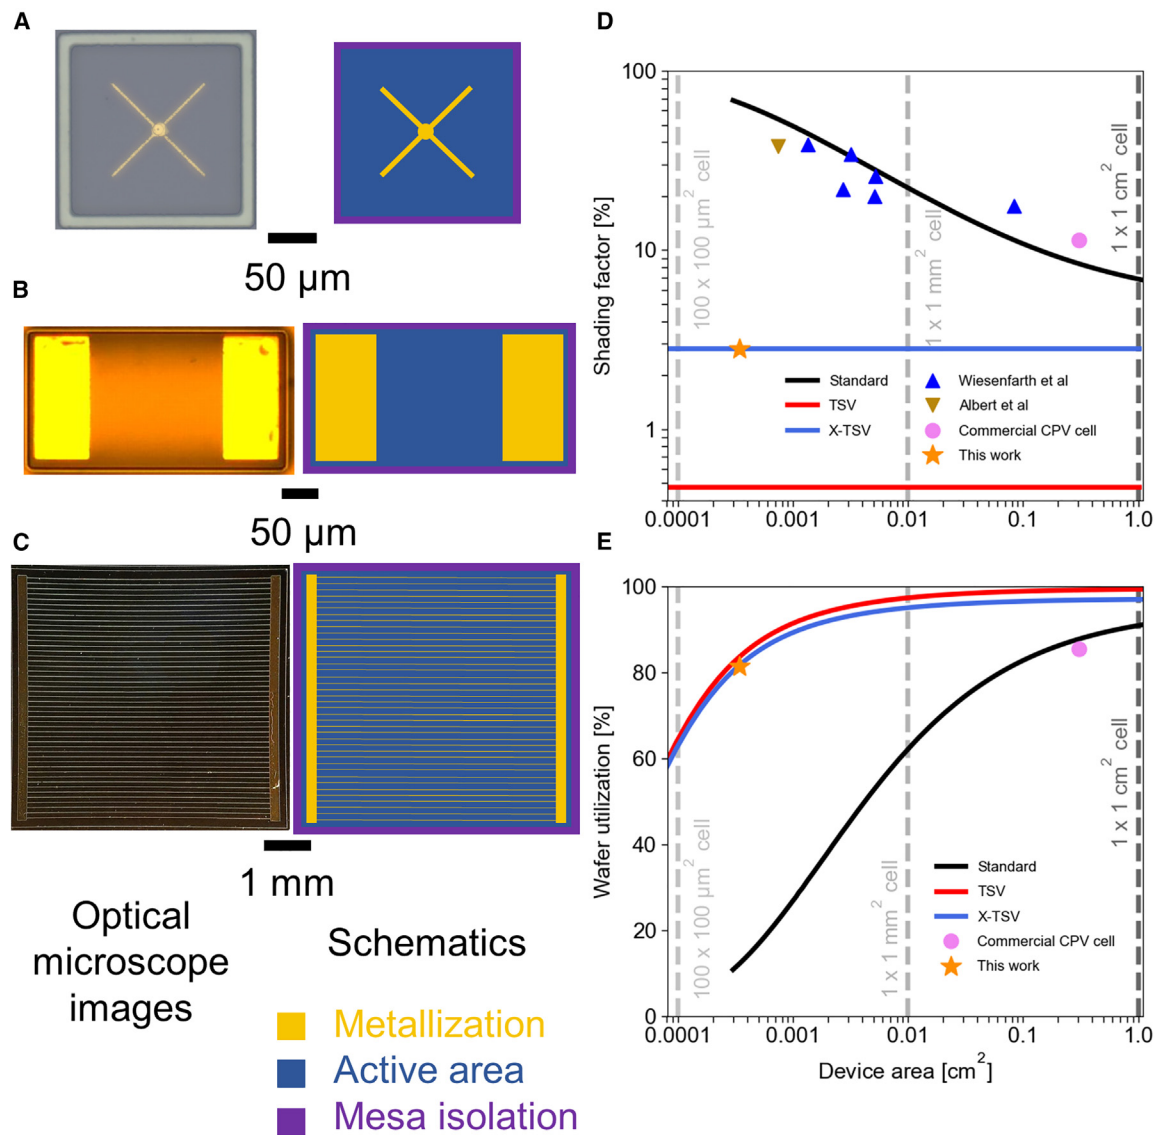 A
50 µm
B
50 µm
C
1 mm
Optical
microscope
images
Schematics
Metallization
Active area
Mesa isolation
D
Shading factor [%]
100
10
1
100 x 100 µm² cell
1 x 1 mm² cell
1 x 1 cm² cell
Standard
TSV
X-TSV
Wiesenfarth et al
Albert et al
Commercial CPV cell
This work
0.0001 0.001 0.01 0.1 1.0
E
Wafer utilization [%]
100
80
60
40
20
0
100 x 100 µm² cell
1 x 1 mm² cell
1 x 1 cm² cell
Standard
TSV
X-TSV
Commercial CPV cell
This work
0.0001 0.001 0.01 0.1 1.0
Device area [cm²]